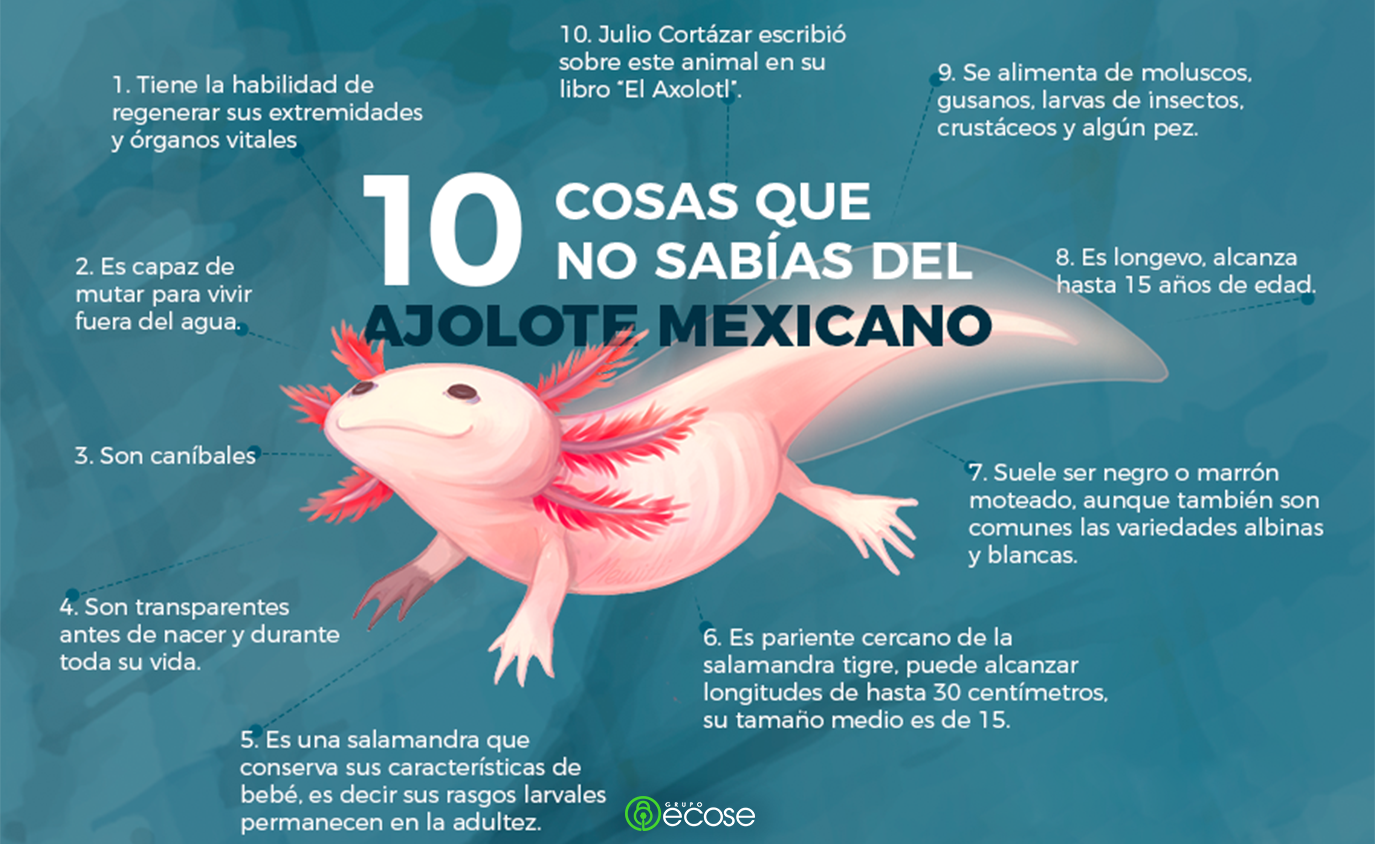 10 COSAS QUE
NO SABÍAS DEL
AJOLOTE MEXICANO
1. Tiene la habilidad de
regenerar sus extremidades
y órganos vitales
2. Es capaz de
mutar para vivir
fuera del agua.
3. Son caníbales
4. Son transparentes
antes de nacer y durante
toda su vida.
5. Es una salamandra que
conserva sus características de
bebé, es decir sus rasgos larvales
permanecen en la adultez.
6. Es pariente cercano de la
salamandra tigre, puede alcanzar
longitudes de hasta 30 centímetros,
su tamaño medio es de 15.
7. Suele ser negro o marrón
moteado, aunque también son
comunes las variedades albinas
y blancas.
8. Es longevo, alcanza
hasta 15 años de edad.
9. Se alimenta de moluscos,
gusanos, larvas de insectos,
crustáceos y algún pez.
10. Julio Cortázar escribió
sobre este animal en su
libro “El Axolotl”.
GRUPO
ecose